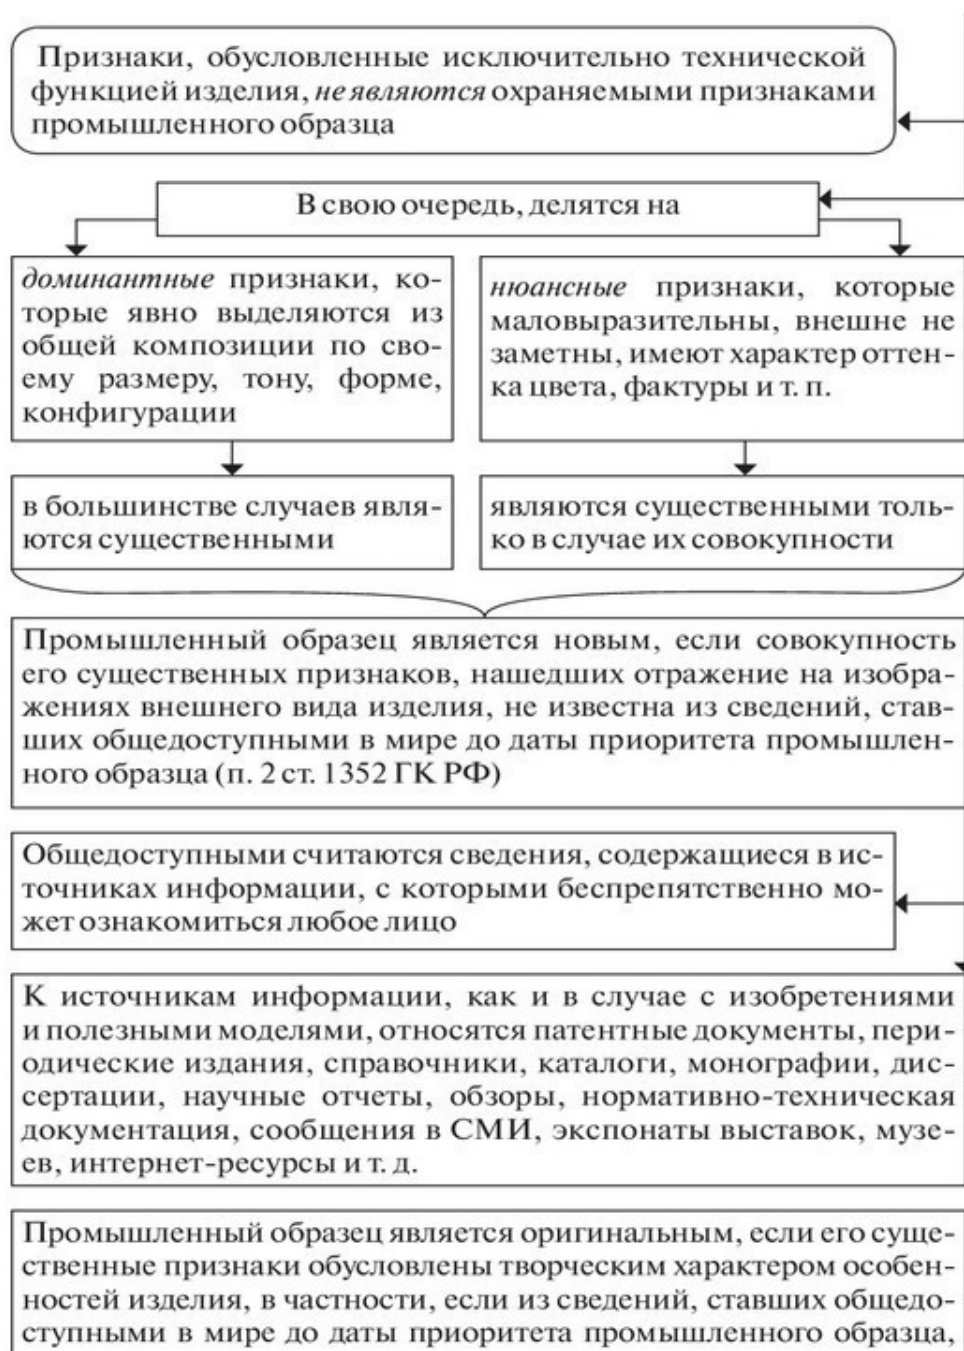 Признаки, обусловленные исключительно технической
функцией изделия, не являются охраняемыми признаками
промышленного образца
В свою очередь, делятся на
доминантные признаки, ко-
торые явно выделяются из
общей композиции по сво-
ему размеру, тону, форме,
конфигурации
нюансные признаки, которые
маловыразительны, внешне не
заметны, имеют характер оттен-
ка цвета, фактуры и т. п.
в большинстве случаев явля-
ются существенными
являются существенными толь-
ко в случае их совокупности
Промышленный образец является новым, если совокупность
его существенных признаков, нашедших отражение на изобра-
жениях внешнего вида изделия, не известна из сведений, став-
ших общедоступными в мире до даты приоритета промышлен-
ного образца (п. 2 ст. 1352 ГК РФ)
Общедоступными считаются сведения, содержащиеся в ис-
точниках информации, с которыми беспрепятственно мо-
жет ознакомиться любое лицо
К источникам информации, как и в случае с изобретениями
и полезными моделями, относятся патентные документы, пери-
одические издания, справочники, каталоги, монографии, дис-
сертации, научные отчеты, обзоры, нормативно-техническая
документация, сообщения в СМИ, экспонаты выставок, музе-
ев, интернет-ресурсы и т. д.
Промышленный образец является оригинальным, если его суще-
ственные признаки обусловлены творческим характером особен-
ностей изделия, в частности, если из сведений, ставших общедо-
ступными в мире до даты приоритета промышленного образца,